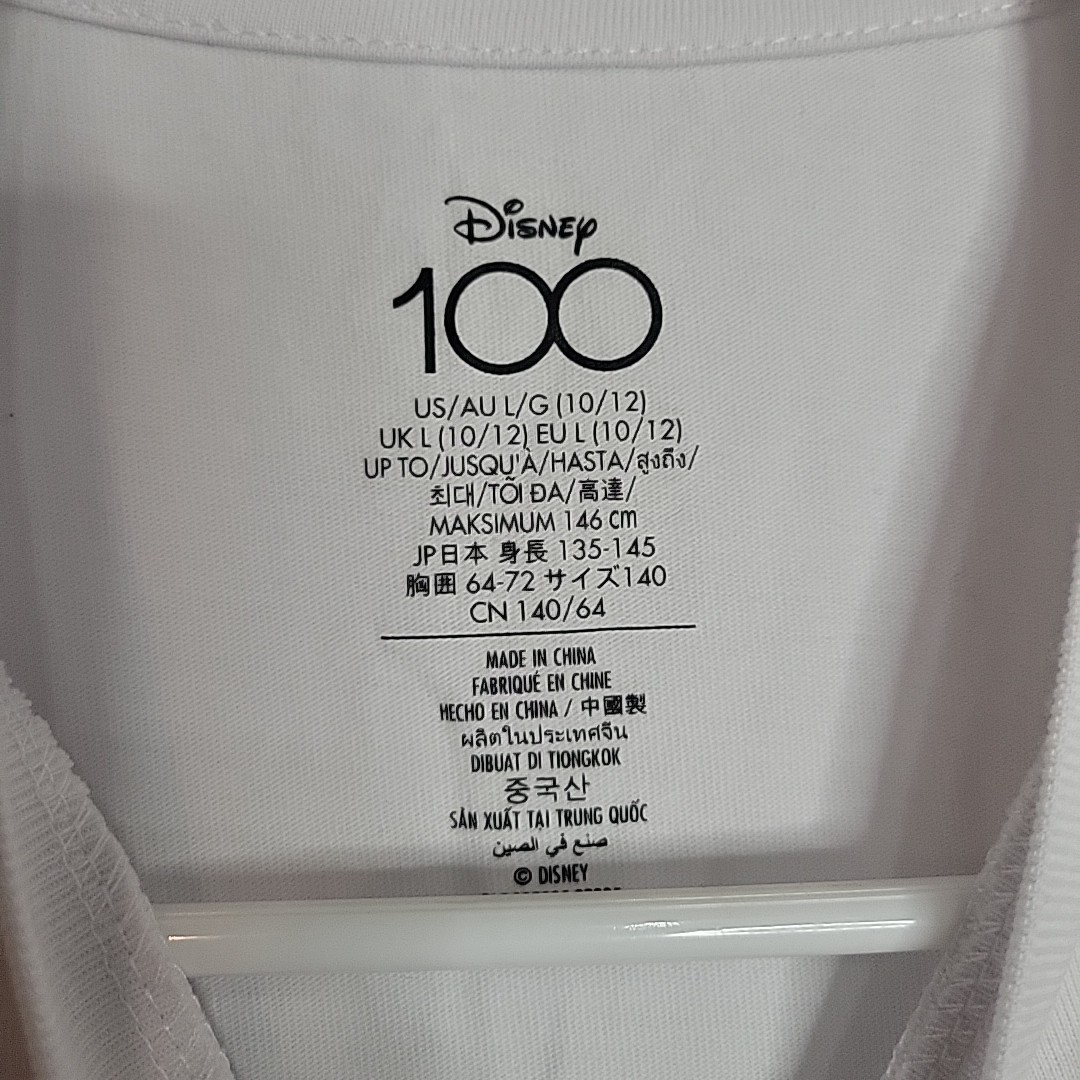 Disney
100
US/AU L/G (10/12)
UK L (10/12) EU L (10/12)
UP TO/JUSQU'À/HASTA/สูงถึง/
최대/TÕI ĐA/高達/
MAKSIMUM 146 cm
JP日本 身長 135-145
胸囲 64-72 サイズ140
CN 140/64
MADE IN CHINA
FABRIQUÉ EN CHINE
HECHO EN CHINA / 中國製
ผลิตในประเทศจีน
DIBUAT DI TIONGKOK
중국산
SẢN XUẤT TẠI TRUNG QUỐC
صنع في الصين
© DISNEY